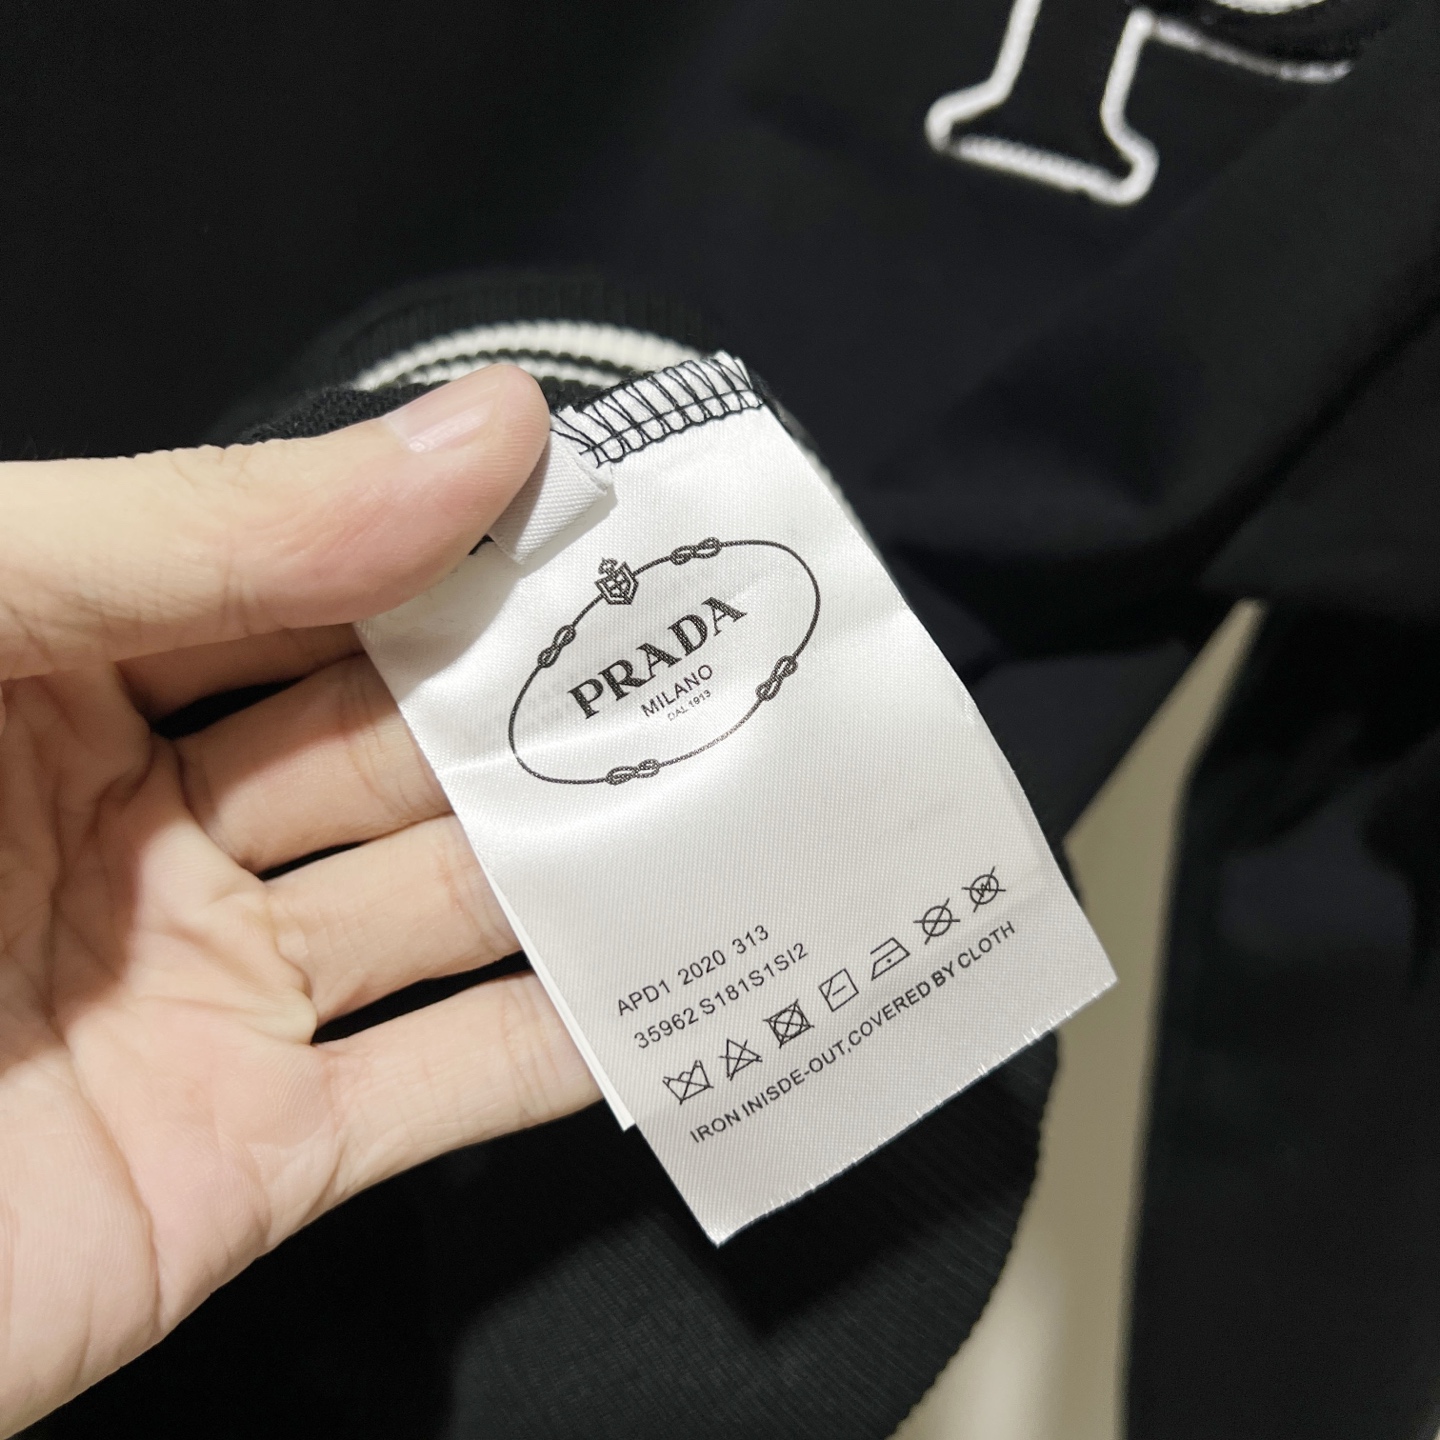 P
PRADA
MILANO
DAL 1913
APD1 2020 313
35962 S181S1SI2
W
IRON INISDE-OUT,COVERED BY CLOTH